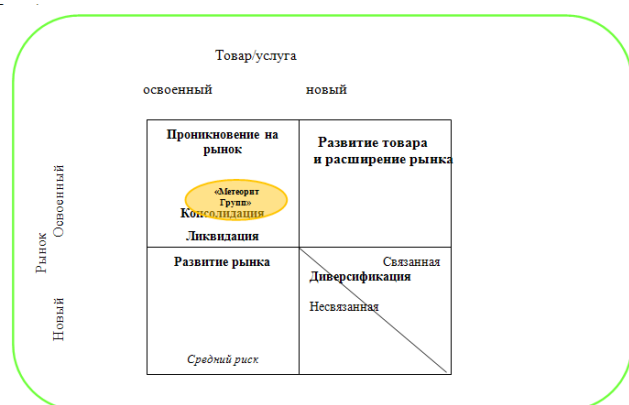 Товар/услуга
освоенный новый
Рынок
Освоенный
Новый
Проникновение на
рынок
«Метеорит
Групп»
Консолидация
Ликвидация
Развитие товара
и расширение рынка
Развитие рынка
Средний риск
Связанная
Диверсификация
Несвязанная